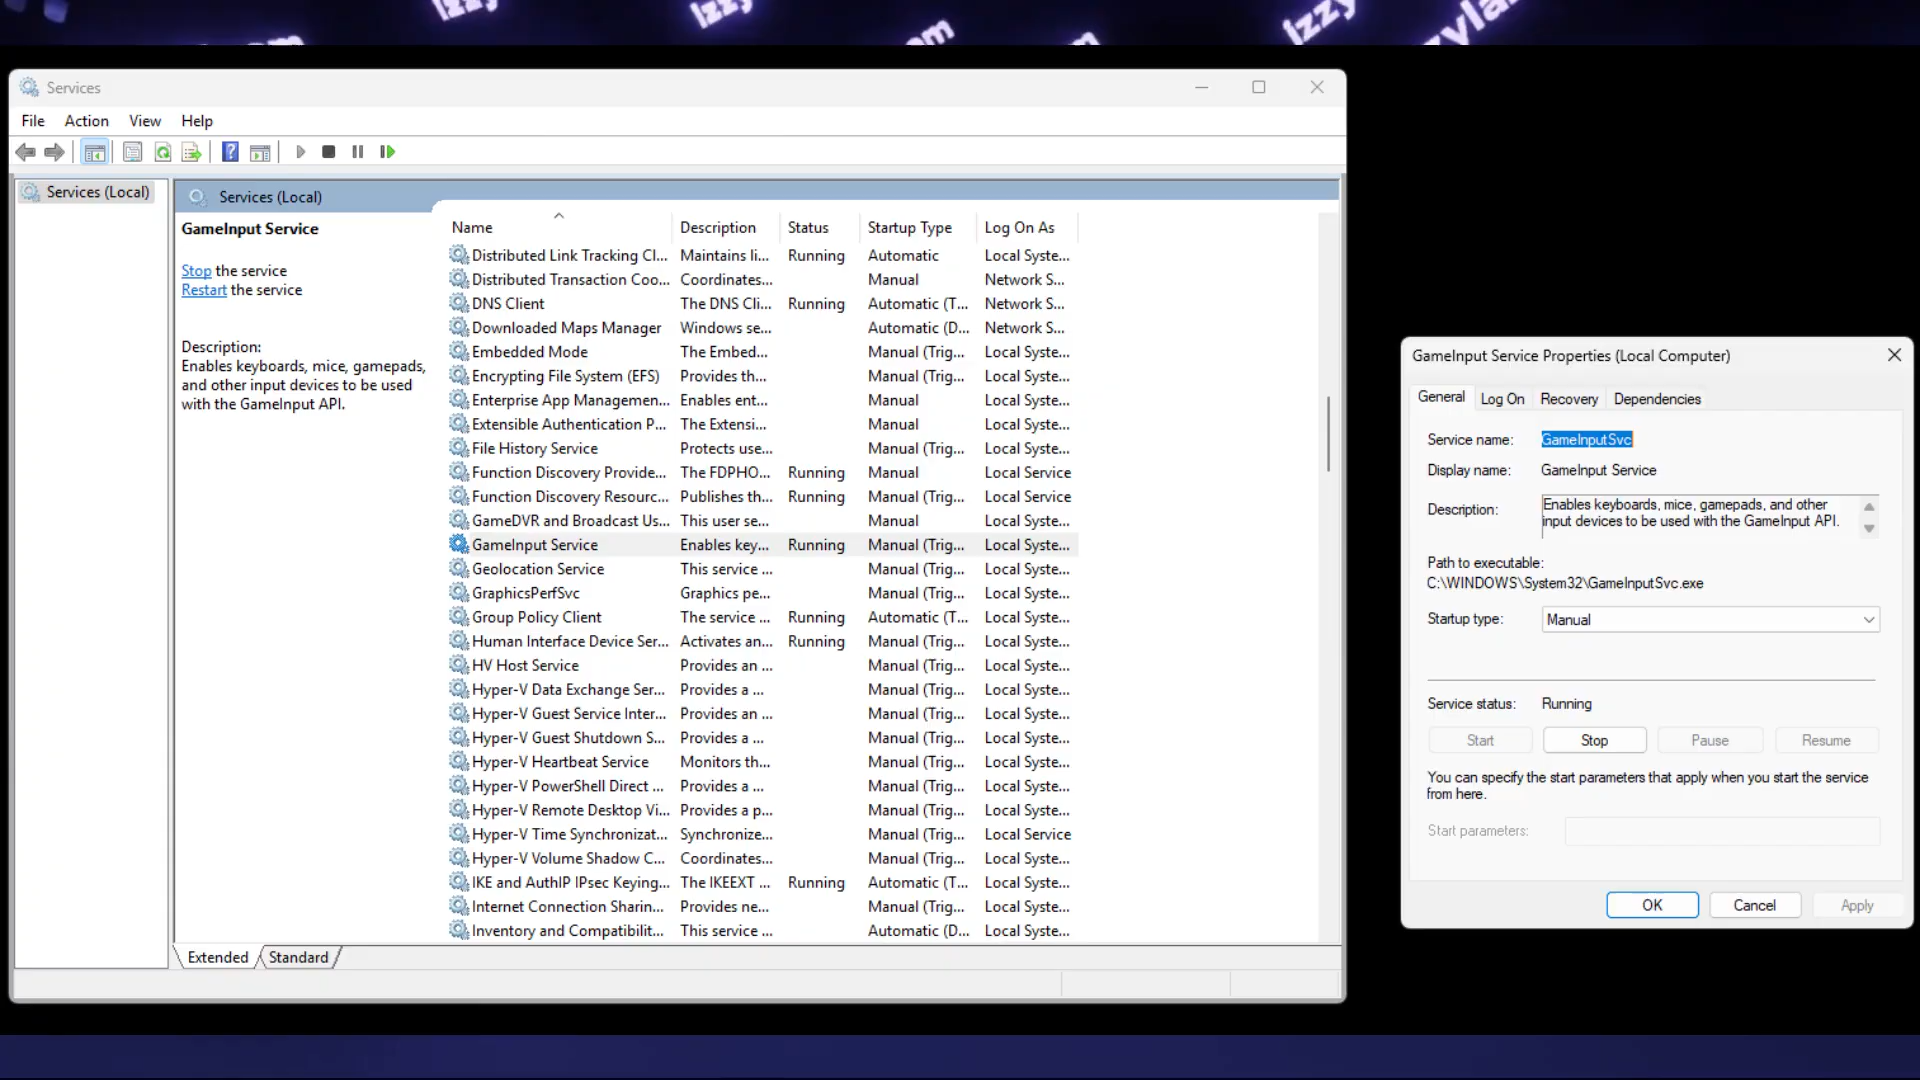 Izzy
Izzy
Izzy
om
Services
File Action View Help
Services (Local)
Services (Local)
GameInput Service
Stop the service
Restart the service
Description:
Enables keyboards, mice, gamepads,
and other input devices to be used
with the GameInput API.
Name Description Status Startup Type Log On As
Distributed Link Tracking Cl... Maintains li... Running Automatic Local Syste...
Distributed Transaction Coo... Coordinates... Manual Network S...
DNS Client The DNS Cli... Running Automatic (T... Network S...
Downloaded Maps Manager Windows se... Automatic (D... Network S...
Embedded Mode The Embed... Manual (Trig... Local Syste...
Encrypting File System (EFS) Provides th... Manual (Trig... Local Syste...
Enterprise App Managemen... Enables ent... Manual Local Syste...
Extensible Authentication P... The Extensi... Manual Local Syste...
File History Service Protects use... Manual (Trig... Local Syste...
Function Discovery Provide... The FDPHO... Running Manual Local Service
Function Discovery Resourc... Publishes th... Running Manual (Trig... Local Service
GameDVR and Broadcast Us... This user se... Manual Local Syste...
GameInput Service Enables key... Running Manual (Trig... Local Syste...
Geolocation Service This service ... Manual (Trig... Local Syste...
GraphicsPerfSvc Graphics pe... Manual (Trig... Local Syste...
Group Policy Client The service ... Running Automatic (T... Local Syste...
Human Interface Device Ser... Activates an... Running Manual (Trig... Local Syste...
HV Host Service Provides an ... Manual (Trig... Local Syste...
Hyper-V Data Exchange Ser... Provides a ... Manual (Trig... Local Syste...
Hyper-V Guest Service Inter... Provides an ... Manual (Trig... Local Syste...
Hyper-V Guest Shutdown S... Provides a ... Manual (Trig... Local Syste...
Hyper-V Heartbeat Service Monitors th... Manual (Trig... Local Syste...
Hyper-V PowerShell Direct ... Provides a ... Manual (Trig... Local Syste...
Hyper-V Remote Desktop Vi... Provides a p... Manual (Trig... Local Syste...
Hyper-V Time Synchronizat... Synchronize... Manual (Trig... Local Service
Hyper-V Volume Shadow C... Coordinates... Manual (Trig... Local Syste...
IKE and AuthIP IPsec Keying... The IKEEXT ... Running Automatic (T... Local Syste...
Internet Connection Sharin... Provides ne... Manual (Trig... Local Syste...
Inventory and Compatibilit... This service ... Automatic (D... Local Syste...
Extended Standard
GameInput Service Properties (Local Computer)
General Log On Recovery Dependencies
Service name: GameInputSvc
Display name: GameInput Service
Description: Enables keyboards, mice, gamepads, and other
input devices to be used with the GameInput API.
Path to executable:
C:\WINDOWS\System32\GameInputSvc.exe
Startup type: Manual
Service status: Running
Start Stop Pause Resume
You can specify the start parameters that apply when you start the service
from here.
Start parameters:
OK Cancel Apply